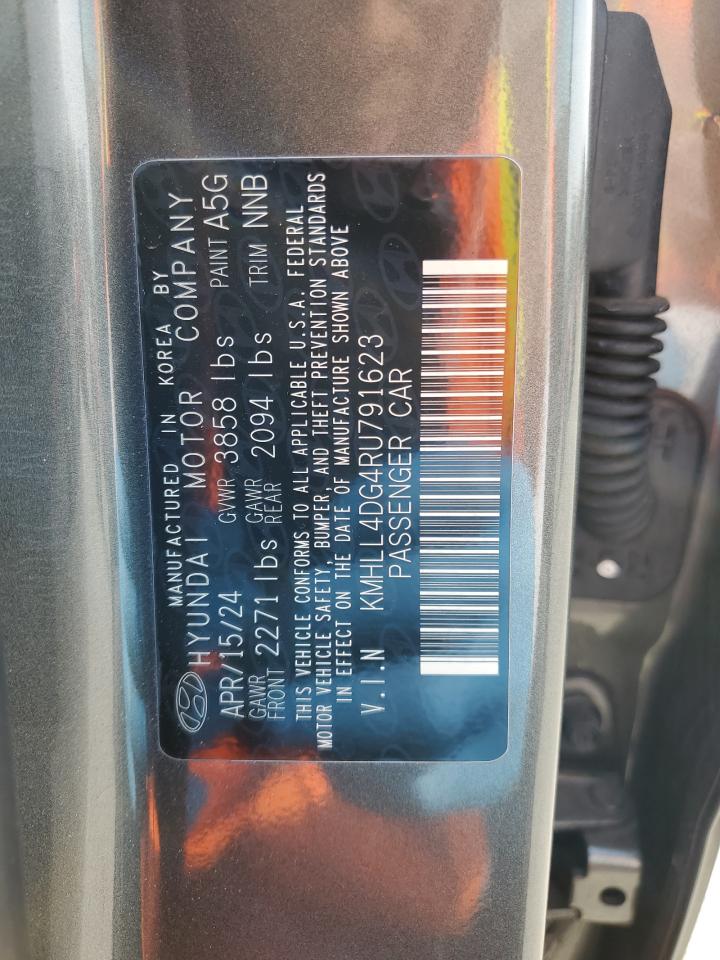 MANUFACTURED IN KOREA BY
HYUNDAI MOTOR COMPANY
APR/15/24 GVWR 3858 lbs PAINT A5G
GAWR FRONT 2271 lbs GAWR REAR 2094 lbs TRIM NNB
THIS VEHICLE CONFORMS TO ALL APPLICABLE U.S.A. FEDERAL
MOTOR VEHICLE SAFETY, BUMPER, AND THEFT PREVENTION STANDARDS
IN EFFECT ON THE DATE OF MANUFACTURE SHOWN ABOVE
V.I.N KMHLL4DG4RU791623
PASSENGER CAR